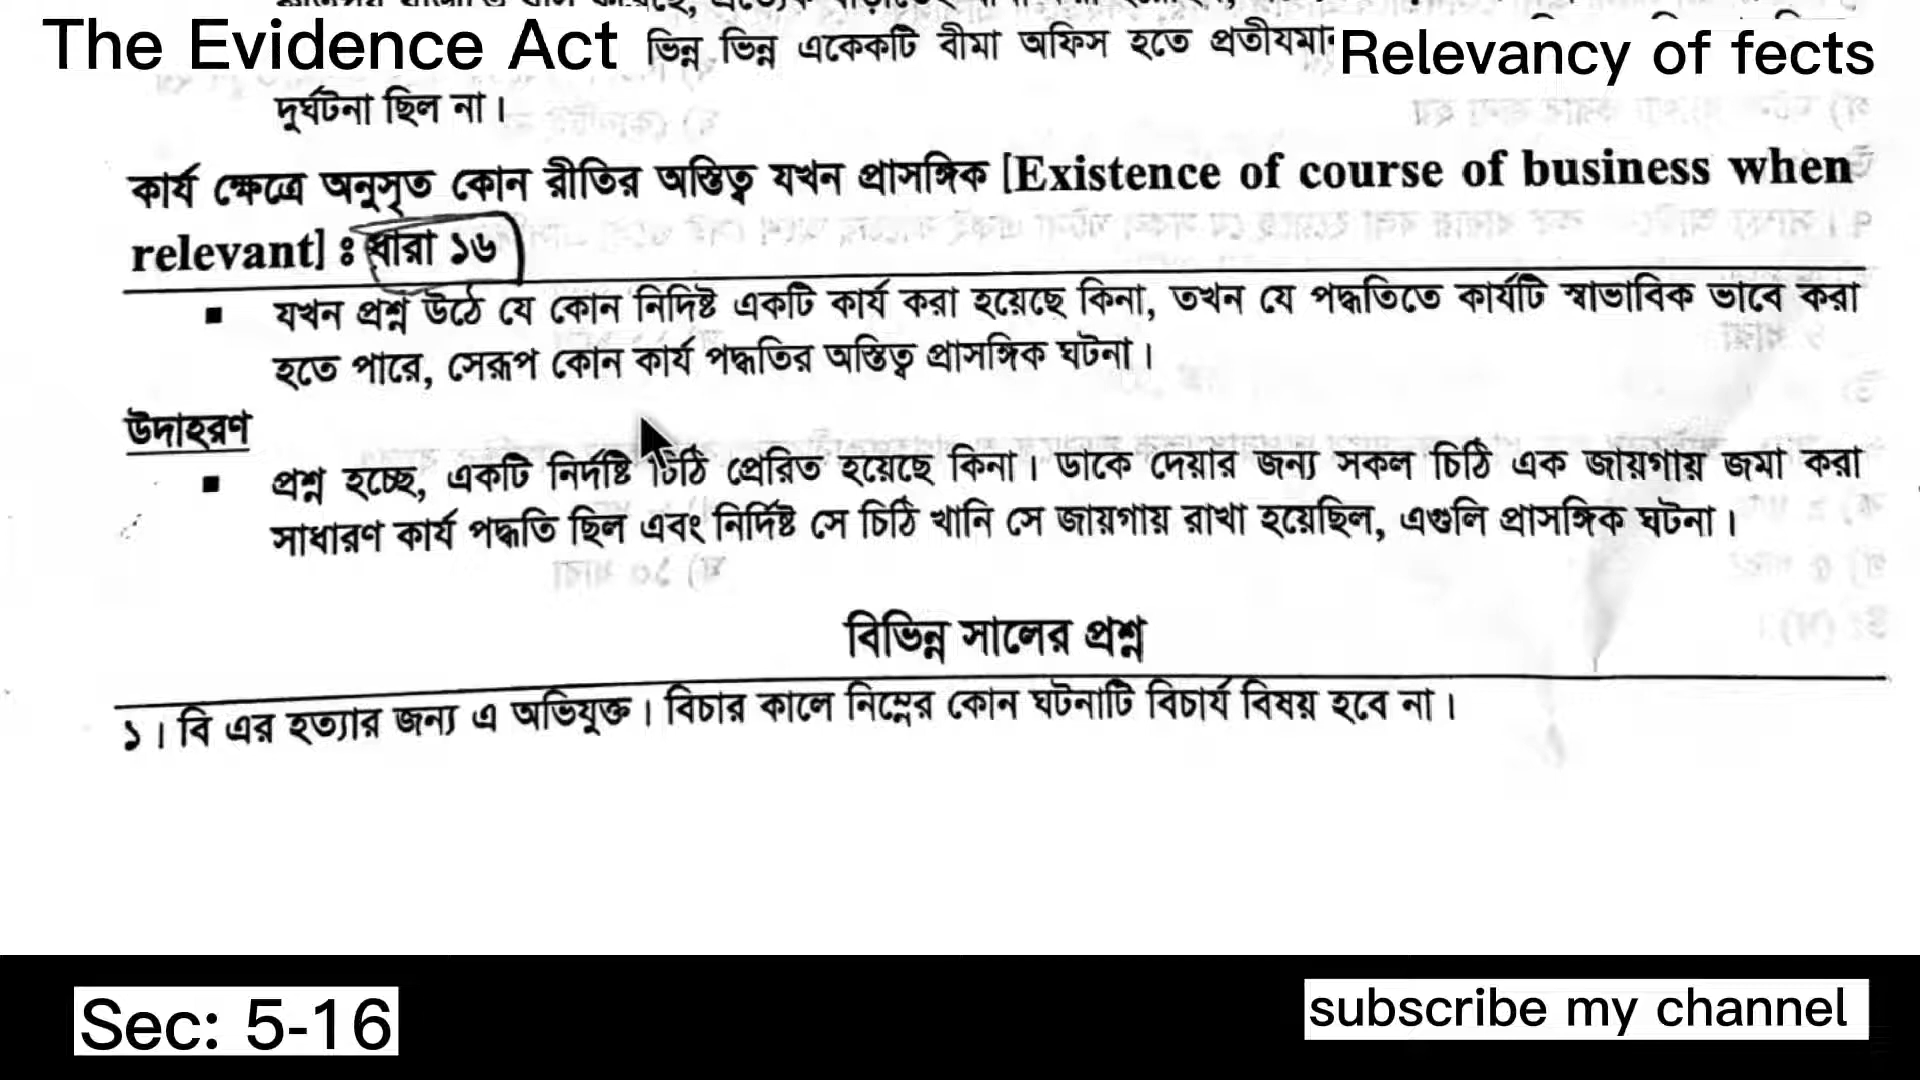 The Evidence Act
ভিন্ন ভিন্ন একেকটি বীমা অফিস হতে
Relevancy of fects
দুর্ঘটনা ছিল না।
কার্য ক্ষেত্রে অনুসৃত কোন রীতির অস্তিত্ব যখন প্রাসঙ্গিক [Existence of course of business when
relevant] ঃ ধারা ১৬
▪ যখন প্রশ্ন উঠে যে কোন নিদিষ্ট একটি কার্য করা হয়েছে কিনা, তখন যে পদ্ধতিতে কার্যটি স্বাভাবিক ভাবে করা
হতে পারে, সেরূপ কোন কার্য পদ্ধতির অস্তিত্ব প্রাসঙ্গিক ঘটনা।
উদাহরণ
▪ প্রশ্ন হচ্ছে, একটি নির্দষ্টি চিঠি প্রেরিত হয়েছে কিনা। ডাকে দেয়ার জন্য সকল চিঠি এক জায়গায় জমা করা
সাধারণ কার্য পদ্ধতি ছিল এবং নির্দিষ্ট সে চিঠি খানি সে জায়গায় রাখা হয়েছিল, এগুলি প্রাসঙ্গিক ঘটনা।
বিভিন্ন সালের প্রশ্ন
১। বি এর হত্যার জন্য এ অভিযুক্ত। বিচার কালে নিম্নের কোন ঘটনাটি বিচার্য বিষয় হবে না।
Sec: 5-16
subscribe my channel